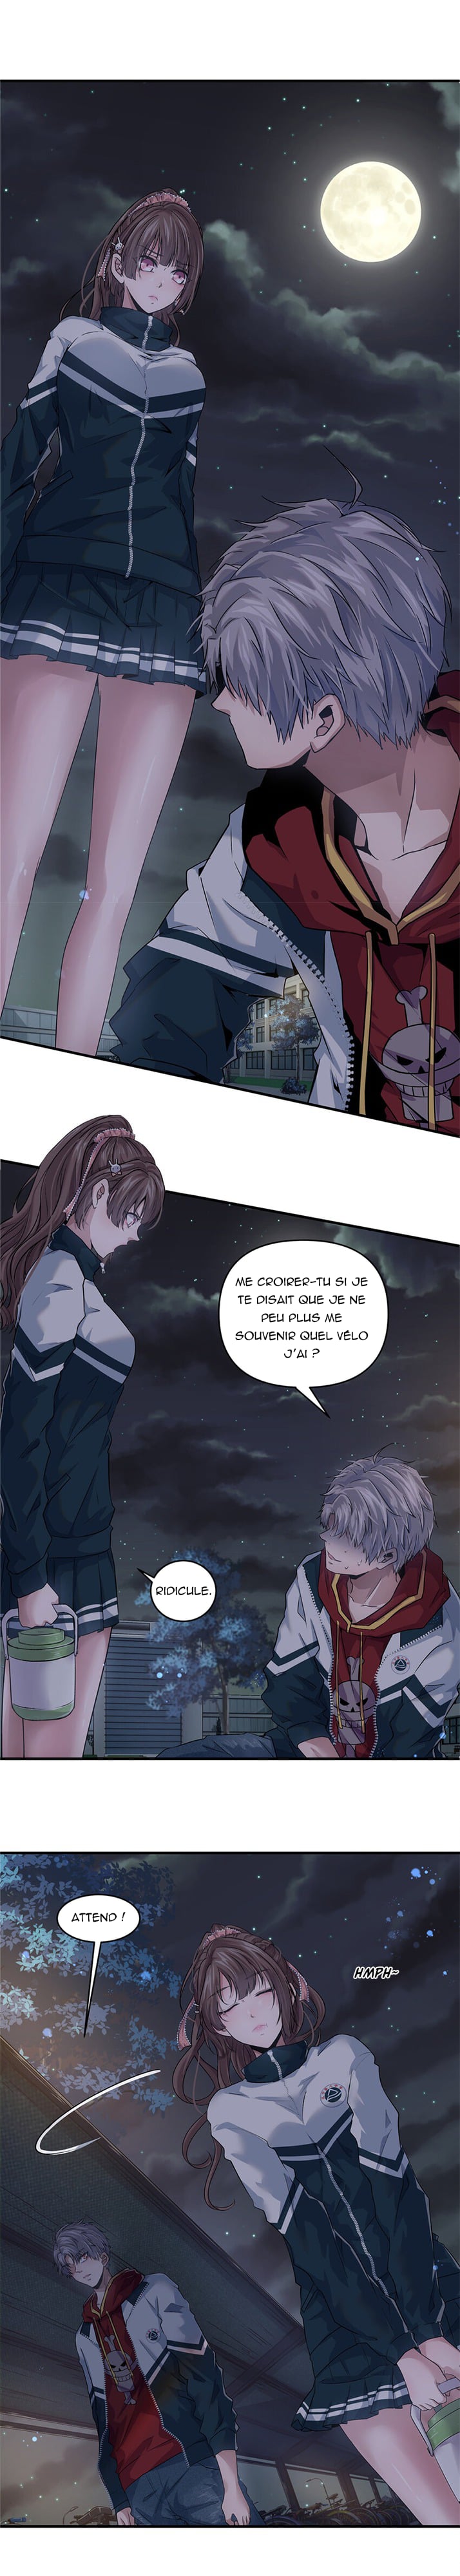 ME CROIRER-TU SI JE
TE DISAIT QUE JE NE
PEU PLUS ME
SOUVENIR QUEL VÉLO
J'AI ?
RIDICULE.
ATTEND !
HMPH~